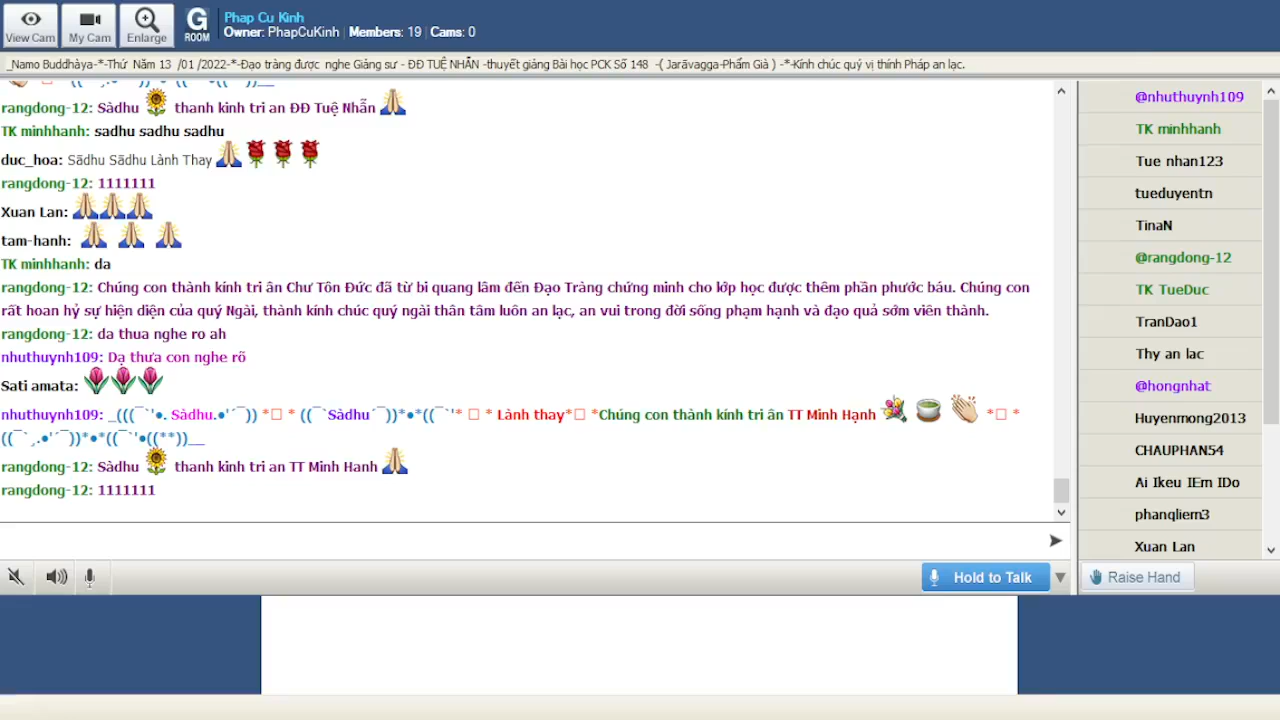 View Cam
My Cam
Enlarge
G
ROOM
Phap Cu Kinh
Owner: PhapCuKinh Members: 19 Cams: 0
_Namo Buddhàya-*-Thứ Năm 13 /01 /2022-*-Đạo tràng được nghe Giảng sư - ĐĐ TUỆ NHẪN -thuyết giảng Bài học PCK Số 148 -( Jarāvagga-Phẩm Già ) -*-Kính chúc quý vị thính Pháp an lạc.
rangdong-12: Sàdhu thanh kinh tri an ĐĐ Tuệ Nhẫn
TK minhhanh: sadhu sadhu sadhu
duc_hoa: Sādhu Sādhu Lành Thay
rangdong-12: 1111111
Xuan Lan:
tam-hanh:
TK minhhanh: da
rangdong-12: Chúng con thành kính tri ân Chư Tôn Đức đã từ bi quang lâm đến Đạo Tràng chứng minh cho lớp học được thêm phần phước báu. Chúng con
rất hoan hỷ sự hiện diện của quý Ngài, thành kính chúc quý ngài thân tâm luôn an lạc, an vui trong đời sống phạm hạnh và đạo quả sớm viên thành.
rangdong-12: da thua nghe ro ah
nhuthuynh109: Dạ thưa con nghe rõ
Sati amata:
nhuthuynh109: _(((¯`'•. Sàdhu.•'´¯)) *▯ * ((¯`Sàdhu´¯))*•*((¯`'* ▯ * Lành thay*▯ *Chúng con thành kính tri ân TT Minh Hạnh *▯ *
((¯`¸.•'´¯))*•*((¯`'•((**))__
rangdong-12: Sàdhu thanh kinh tri an TT Minh Hanh
rangdong-12: 1111111
Hold to Talk
@nhuthuynh109
TK minhhanh
Tue nhan123
tueduyentn
TinaN
@rangdong-12
TK TueDuc
TranDao1
Thy an lac
@hongnhat
Huyenmong2013
CHAUPHAN54
Ai Ikeu IEm IDo
phanqliem3
Xuan Lan
Raise Hand